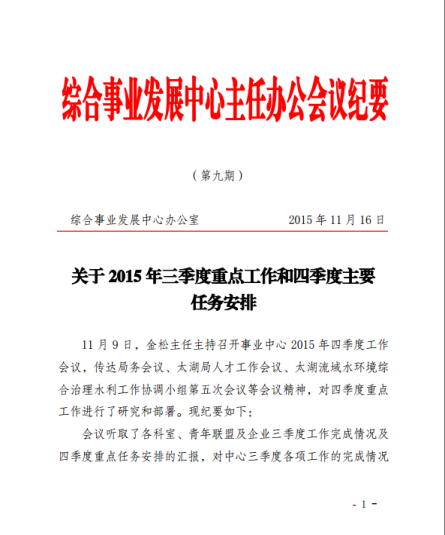 综合事业发展中心主任办公会议纪要
（第九期）
综合事业发展中心办公室 2015 年 11 月 16 日
关于 2015 年三季度重点工作和四季度主要
任务安排
11 月 9 日，金松主任主持召开事业中心 2015 年四季度工作
会议，传达局务会议、太湖局人才工作会议、太湖流域水环境综
合治理水利工作协调小组第五次会议等会议精神，对四季度重点
工作进行了研究和部署。现纪要如下：
会议听取了各科室、青年联盟及企业三季度工作完成情况及
四季度重点任务安排的汇报，对中心三季度各项工作的完成情况
- 1 -